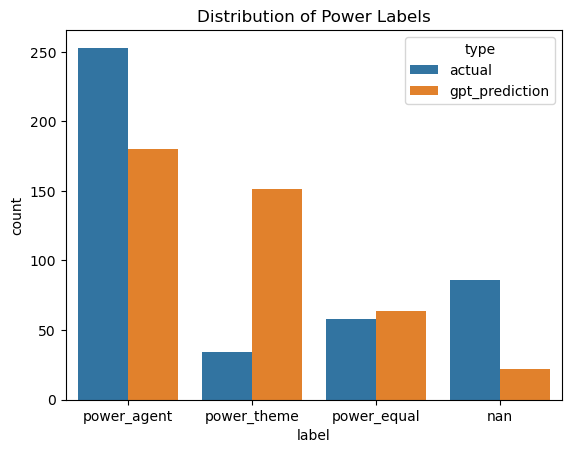 Distribution of Power Labels
type
actual
gpt_prediction
count
250
200
150
100
50
0
power_agent power_theme power_equal nan
label